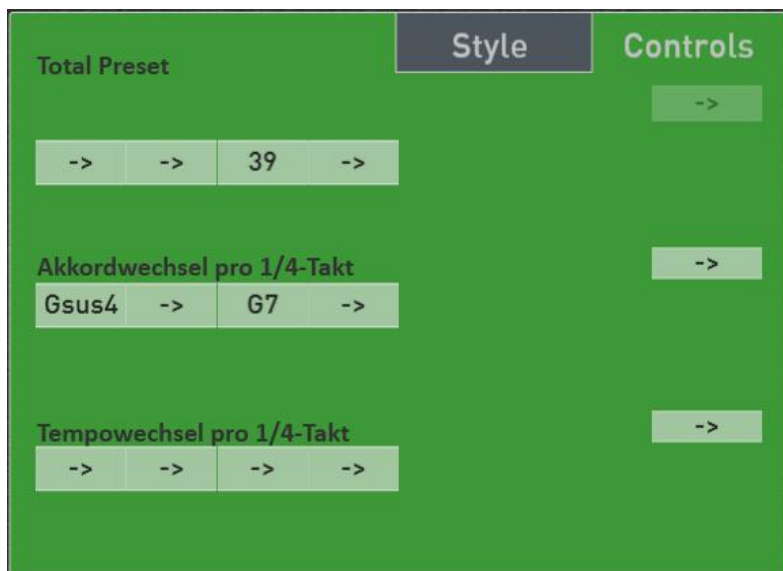 Style Controls
Total Preset
->
-> -> 39 ->
Akkordwechsel pro 1/4-Takt ->
Gsus4 -> G7 ->
Tempowechsel pro 1/4-Takt ->
-> -> -> ->